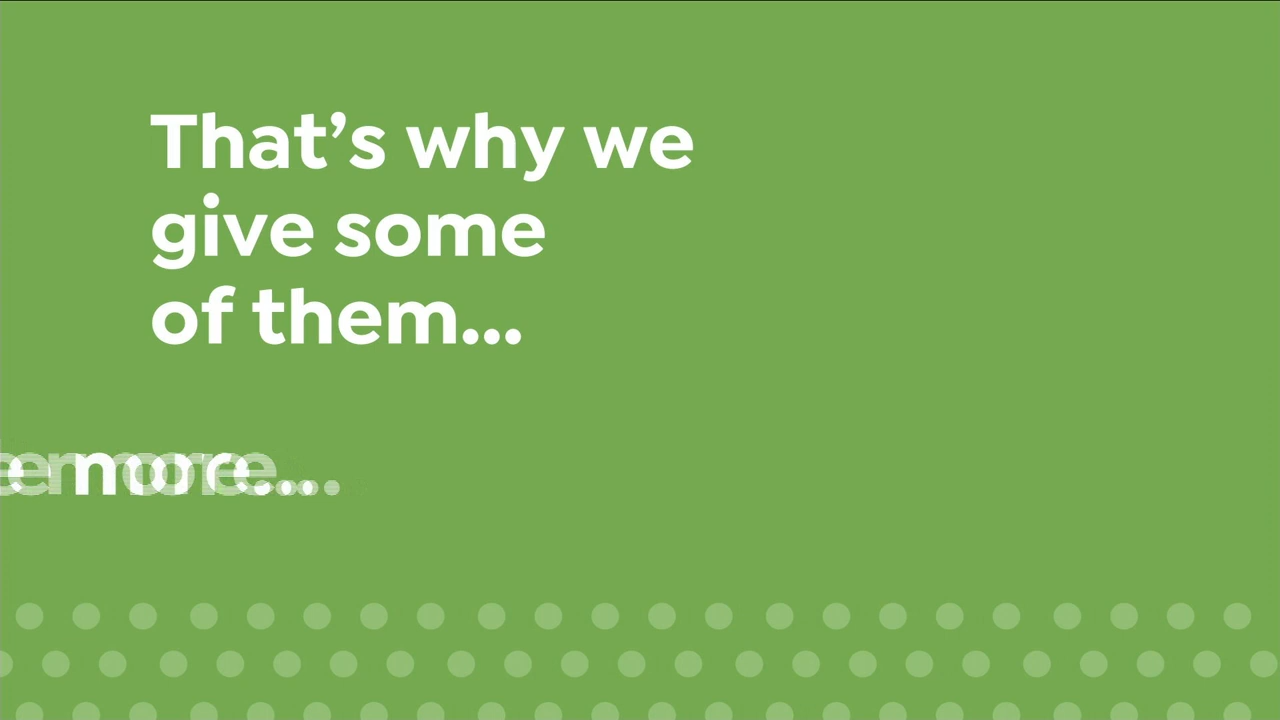 That’s why we
give some
of them...
more...